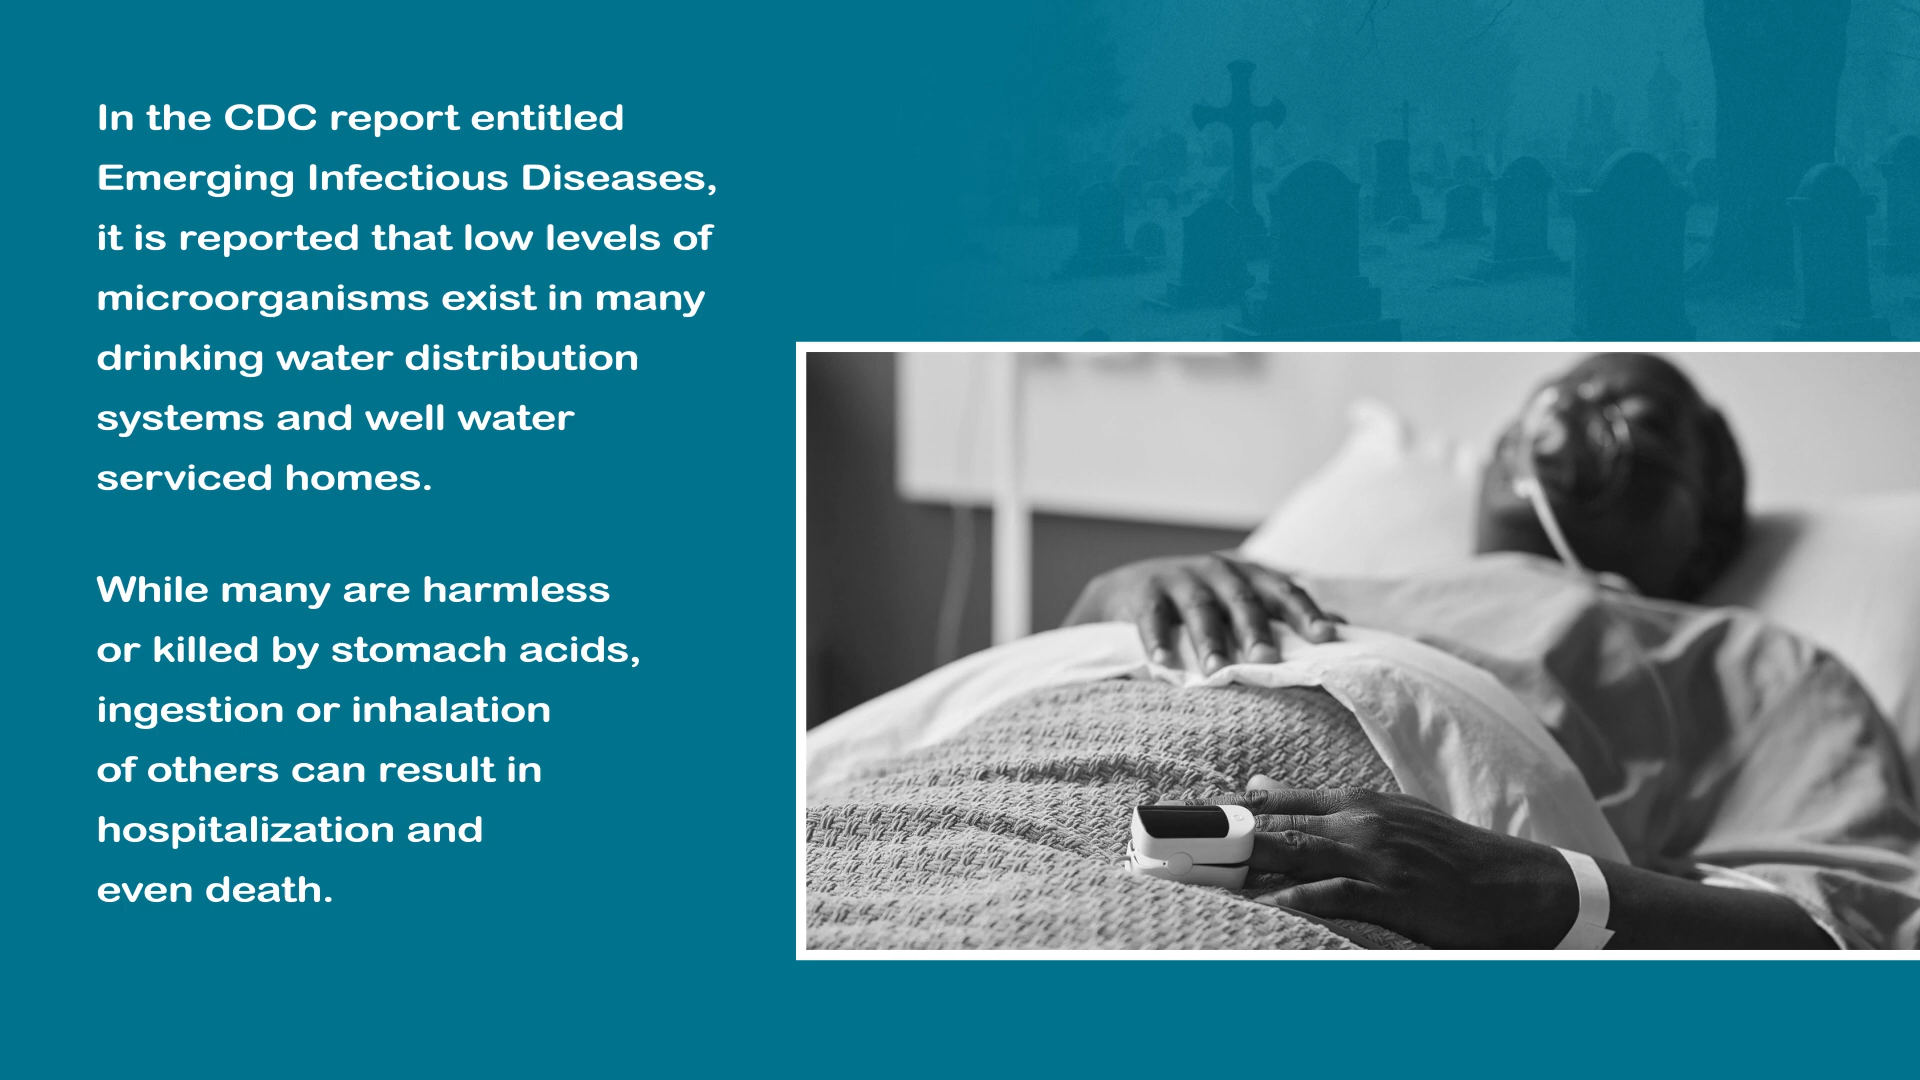 In the CDC report entitled
Emerging Infectious Diseases,
it is reported that low levels of
microorganisms exist in many
drinking water distribution
systems and well water
serviced homes.
While many are harmless
or killed by stomach acids,
ingestion or inhalation
of others can result in
hospitalization and
even death.